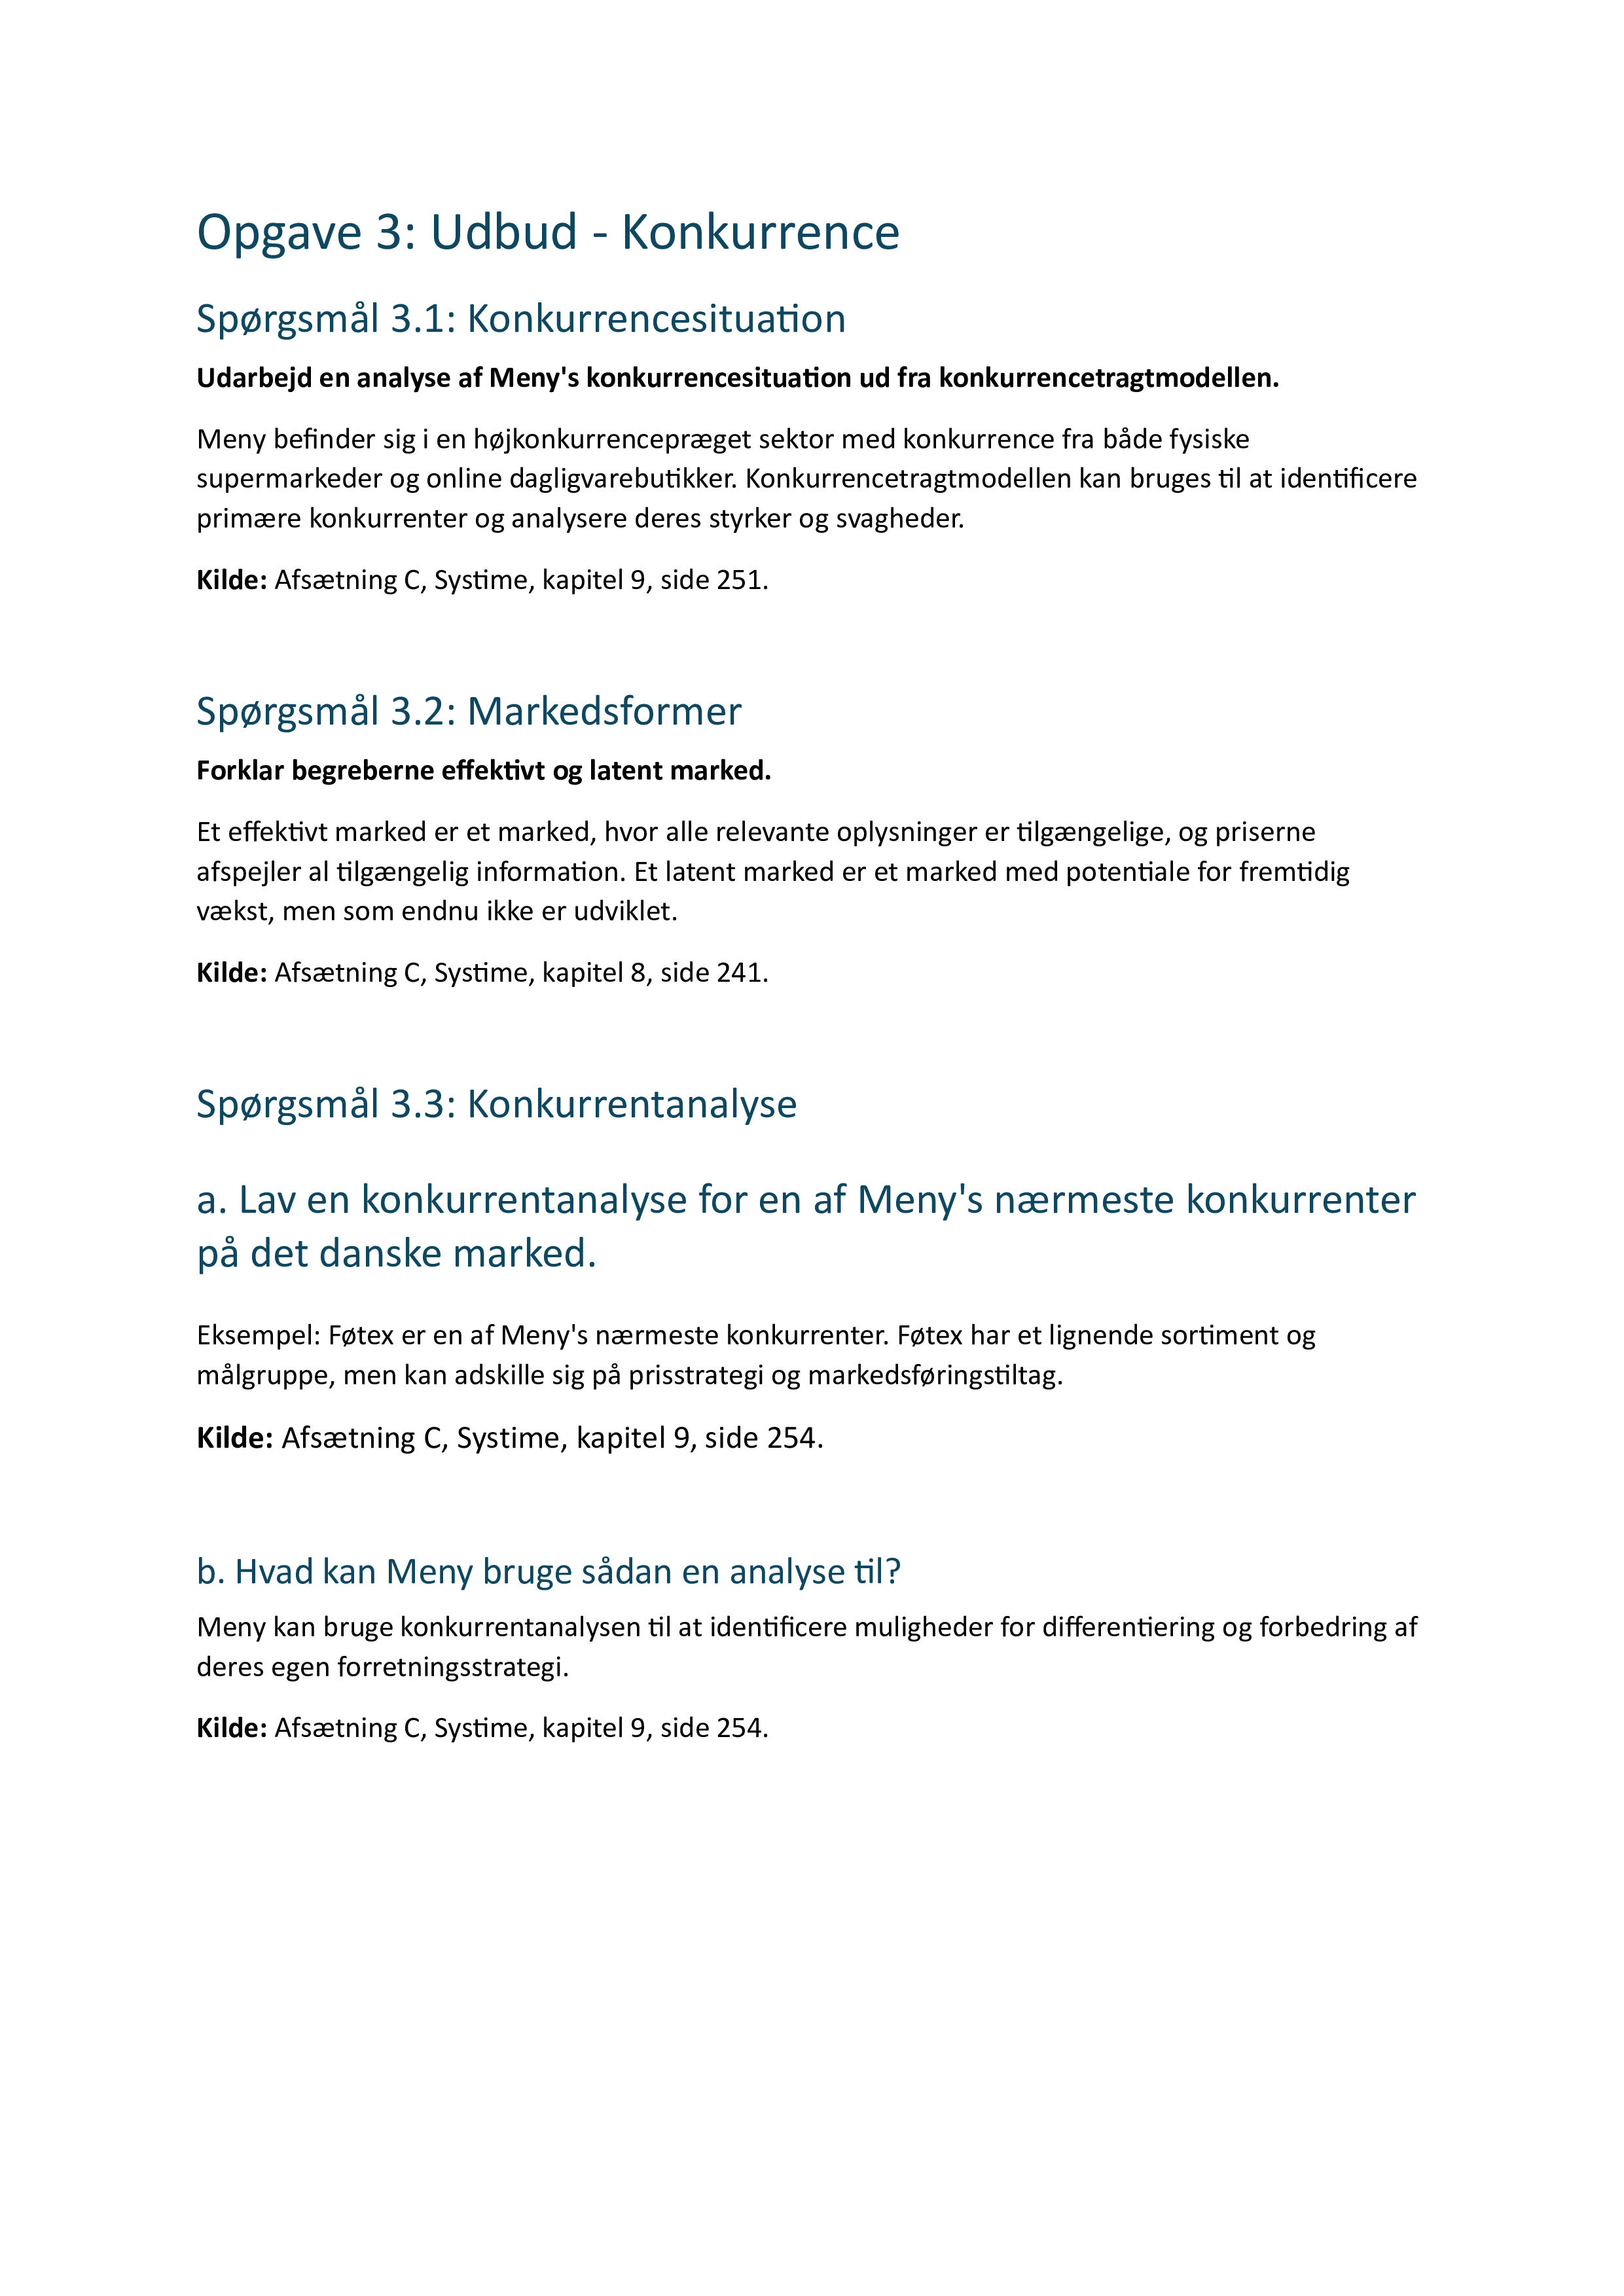 Opgave 3: Udbud - Konkurrence
Spørgsmål 3.1: Konkurrencesituation
Udarbejd en analyse af Meny's konkurrencesituation ud fra konkurrencetragtmodellen.
Meny befinder sig i en højkonkurrencepræget sektor med konkurrence fra både fysiske
supermarkeder og online dagligvarebutikker. Konkurrencetragtmodellen kan bruges til at identificere
primære konkurrenter og analysere deres styrker og svagheder.
Kilde: Afsætning C, Systime, kapitel 9, side 251.
Spørgsmål 3.2: Markedsformer
Forklar begreberne effektivt og latent marked.
Et effektivt marked er et marked, hvor alle relevante oplysninger er tilgængelige, og priserne
afspejler al tilgængelig information. Et latent marked er et marked med potentiale for fremtidig
vækst, men som endnu ikke er udviklet.
Kilde: Afsætning C, Systime, kapitel 8, side 241.
Spørgsmål 3.3: Konkurrentanalyse
a. Lav en konkurrentanalyse for en af Meny's nærmeste konkurrenter
på det danske marked.
Eksempel: Føtex er en af Meny's nærmeste konkurrenter. Føtex har et lignende sortiment og
målgruppe, men kan adskille sig på prisstrategi og markedsføringstiltag.
Kilde: Afsætning C, Systime, kapitel 9, side 254.
b. Hvad kan Meny bruge sådan en analyse til?
Meny kan bruge konkurrentanalysen til at identificere muligheder for differentiering og forbedring af
deres egen forretningsstrategi.
Kilde: Afsætning C, Systime, kapitel 9, side 254.